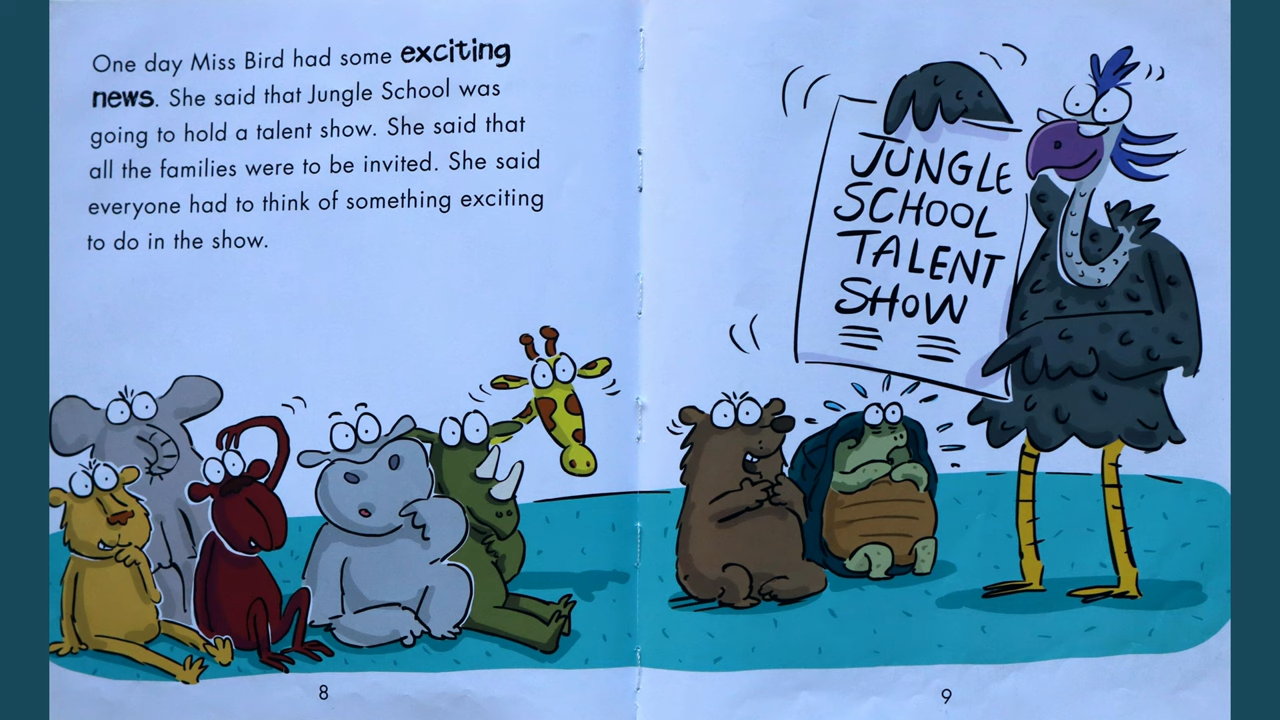 One day Miss Bird had some exciting
news. She said that Jungle School was
going to hold a talent show. She said that
all the families were to be invited. She said
everyone had to think of something exciting
to do in the show.
JUNGLE
SCHOOL
TALENT
SHOW
8
9